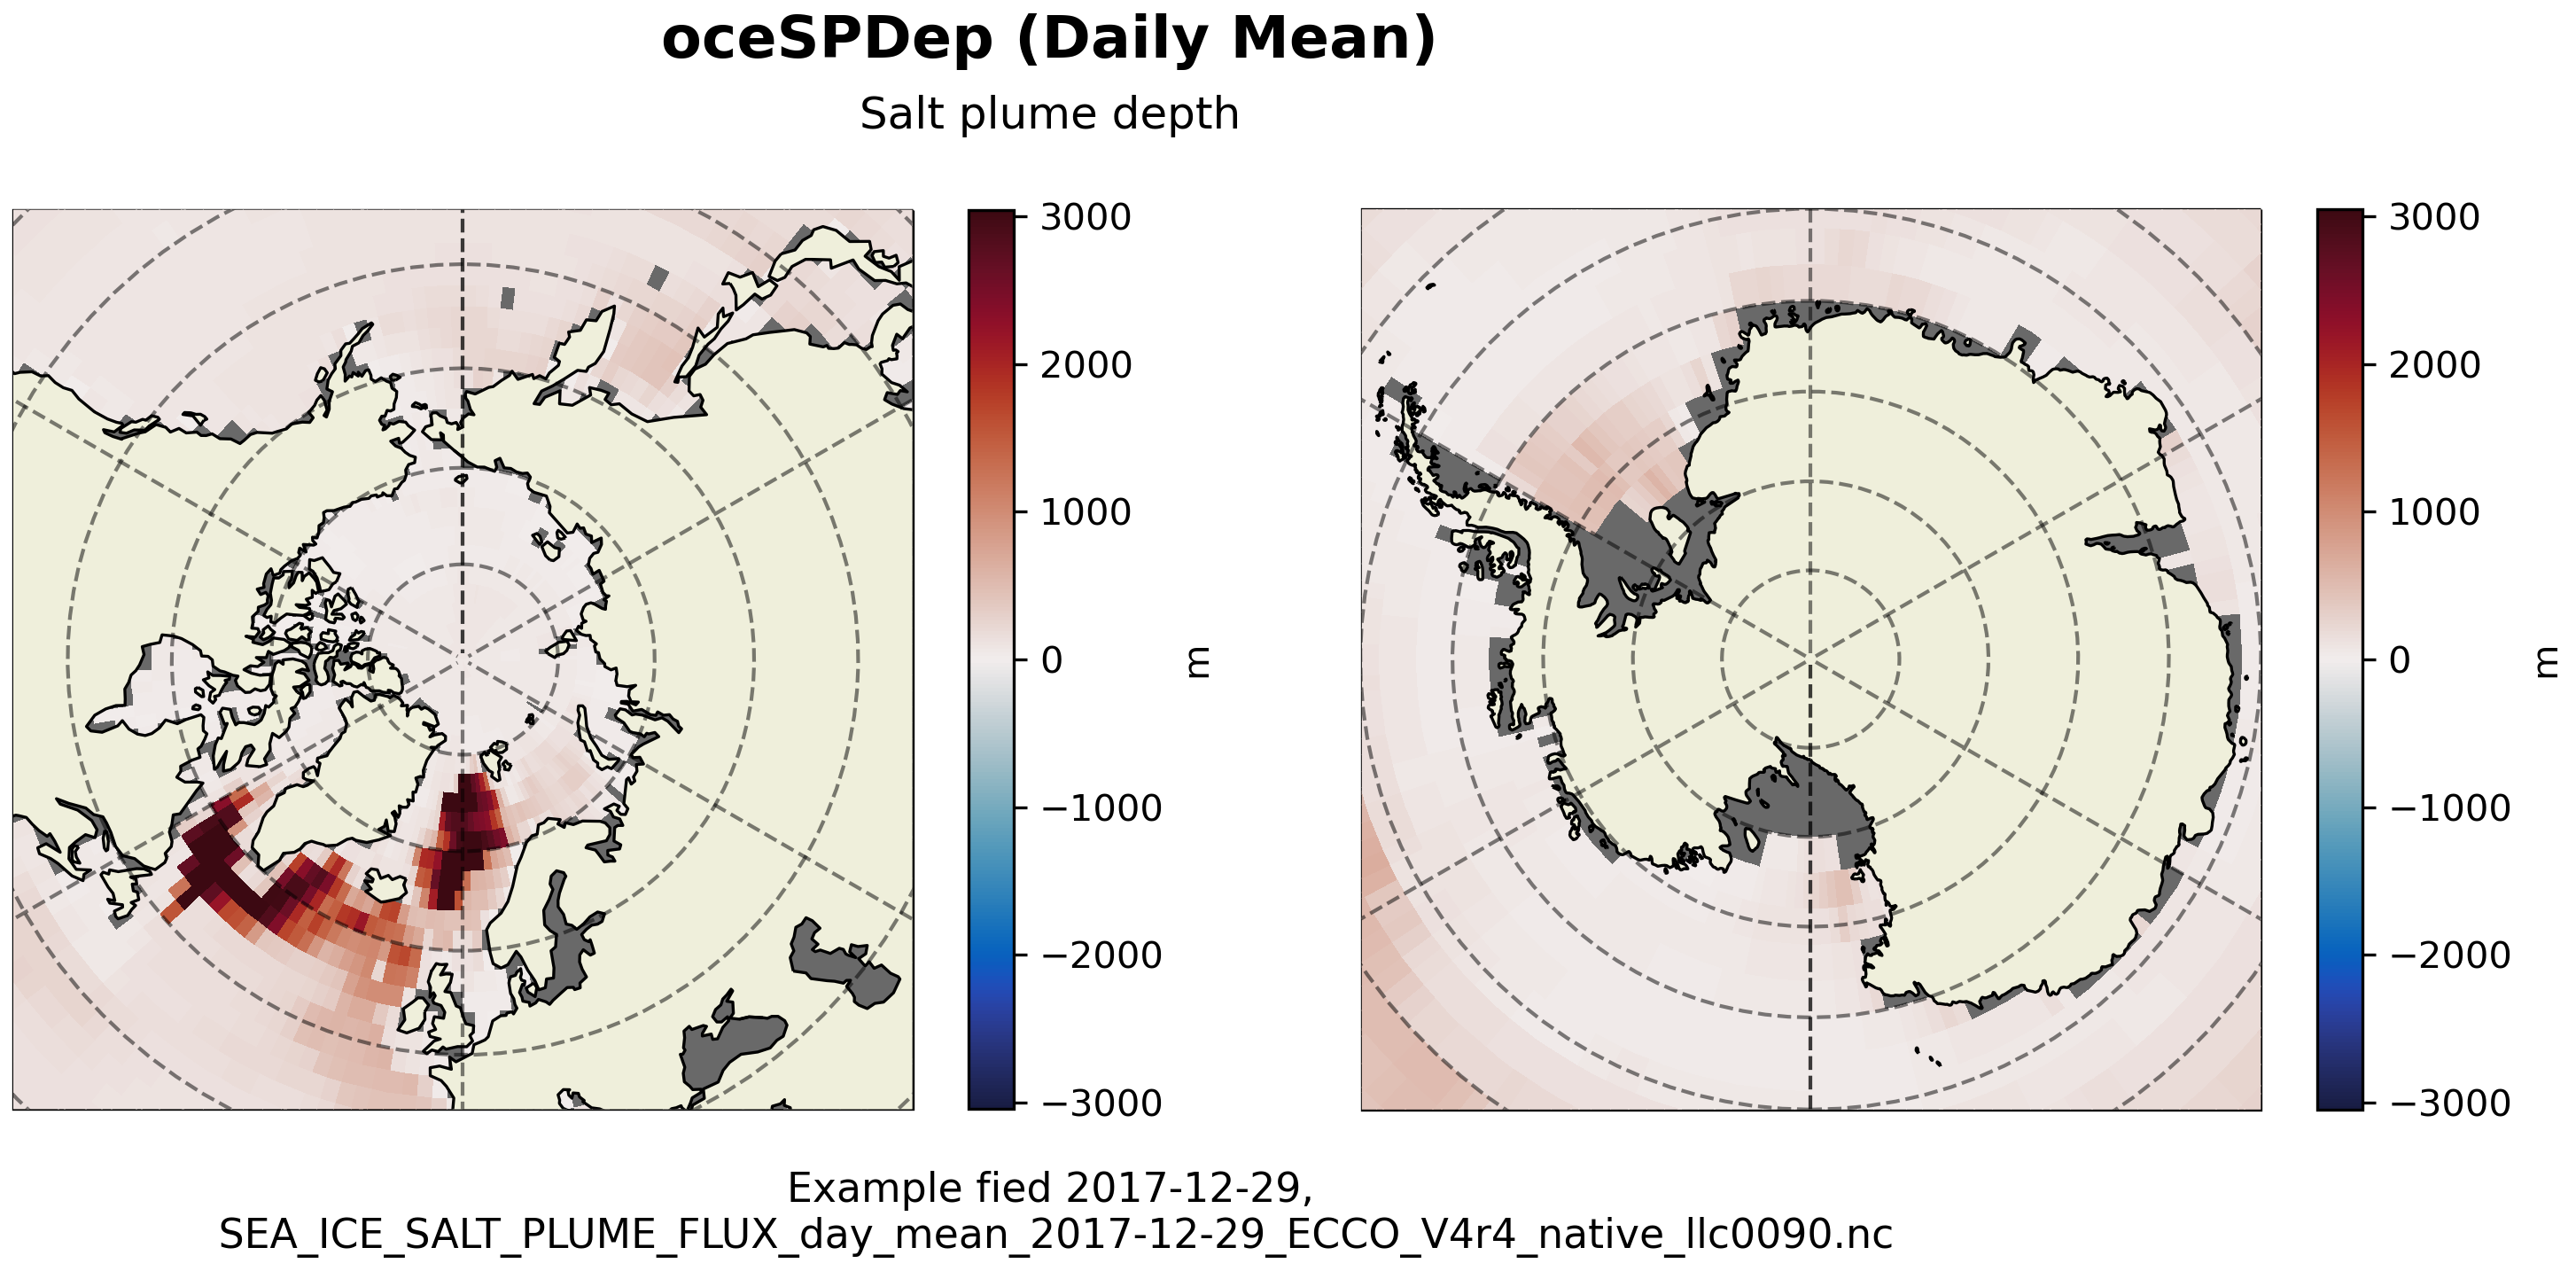 oceSPDep (Daily Mean)
Salt plume depth
3000
2000
1000
0
−1000
−2000
−3000
m
3000
2000
1000
0
−1000
−2000
−3000
m
Example fied 2017-12-29,
SEA_ICE_SALT_PLUME_FLUX_day_mean_2017-12-29_ECCO_V4r4_native_llc0090.nc